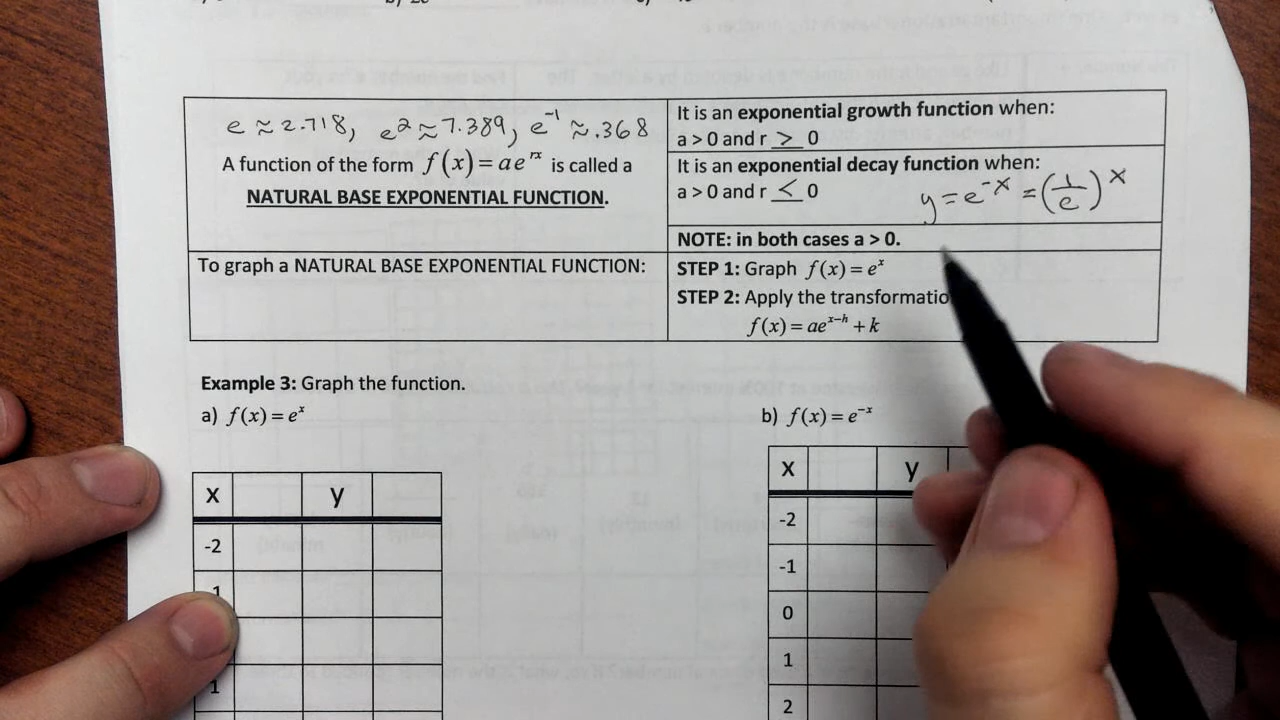 e ≈ 2.718, e² ≈ 7.389, e⁻¹ ≈ .368
A function of the form f(x) = ae^rx is called a
NATURAL BASE EXPONENTIAL FUNCTION.
It is an exponential growth function when:
a > 0 and r > 0
It is an exponential decay function when:
a > 0 and r < 0
y = e^-x = (1/e)^x
NOTE: in both cases a > 0.
To graph a NATURAL BASE EXPONENTIAL FUNCTION:
STEP 1: Graph f(x) = e^x
STEP 2: Apply the transformatio
f(x) = ae^x-h + k
Example 3: Graph the function.
a) f(x) = e^x
x y
-2
1
1
b) f(x) = e^-x
x y
-2
-1
0
1
2